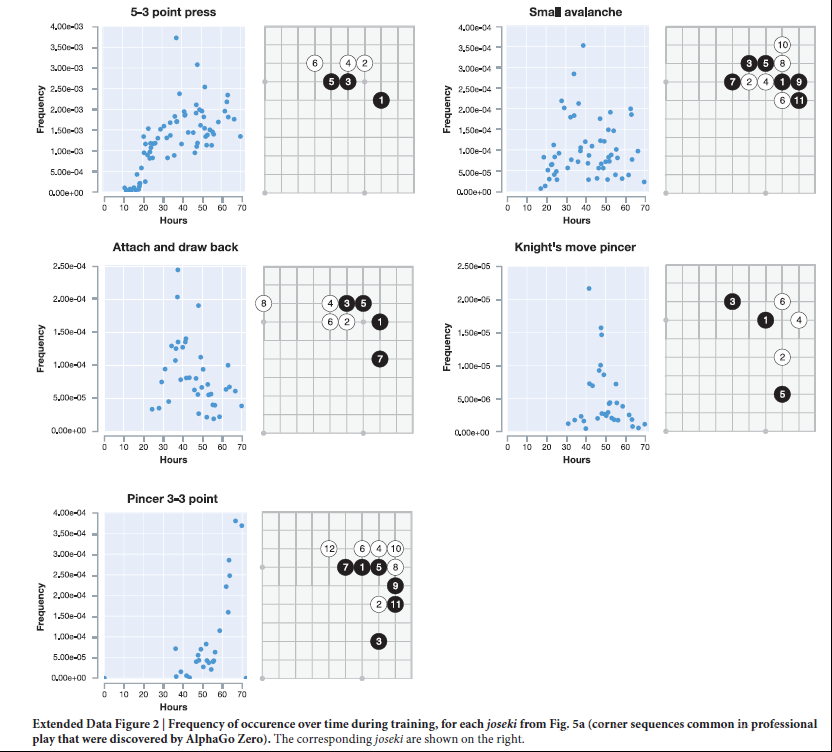 5–3 point press
4.00e−03
3.50e−03
3.00e−03
2.50e−03
2.00e−03
1.50e−03
1.00e−03
5.00e−04
0.00e+00
Frequency
0 10 20 30 40 50 60 70
Hours
6 4 2
5 3
1
Small avalanche
4.00e−04
3.50e−04
3.00e−04
2.50e−04
2.00e−04
1.50e−04
1.00e−04
5.00e−05
0.00e+00
Frequency
0 10 20 30 40 50 60 70
Hours
10
3 5 8
7 2 4 1 9
6 11
Attach and draw back
2.50e−04
2.00e−04
1.50e−04
1.00e−04
5.00e−05
0.00e+00
Frequency
0 10 20 30 40 50 60 70
Hours
8 4 3 5
6 2 1
7
Knight's move pincer
2.50e−05
2.00e−05
1.50e−05
1.00e−05
5.00e−06
0.00e+00
Frequency
0 10 20 30 40 50 60 70
Hours
3 6
1 4
2
5
Pincer 3–3 point
4.00e−04
3.50e−04
3.00e−04
2.50e−04
2.00e−04
1.50e−04
1.00e−04
5.00e−05
0.00e+00
Frequency
0 10 20 30 40 50 60 70
Hours
12 6 4 10
7 1 5 8
9
2 11
3
Extended Data Figure 2 | Frequency of occurence over time during training, for each joseki from Fig. 5a (corner sequences common in professional
play that were discovered by AlphaGo Zero). The corresponding joseki are shown on the right.